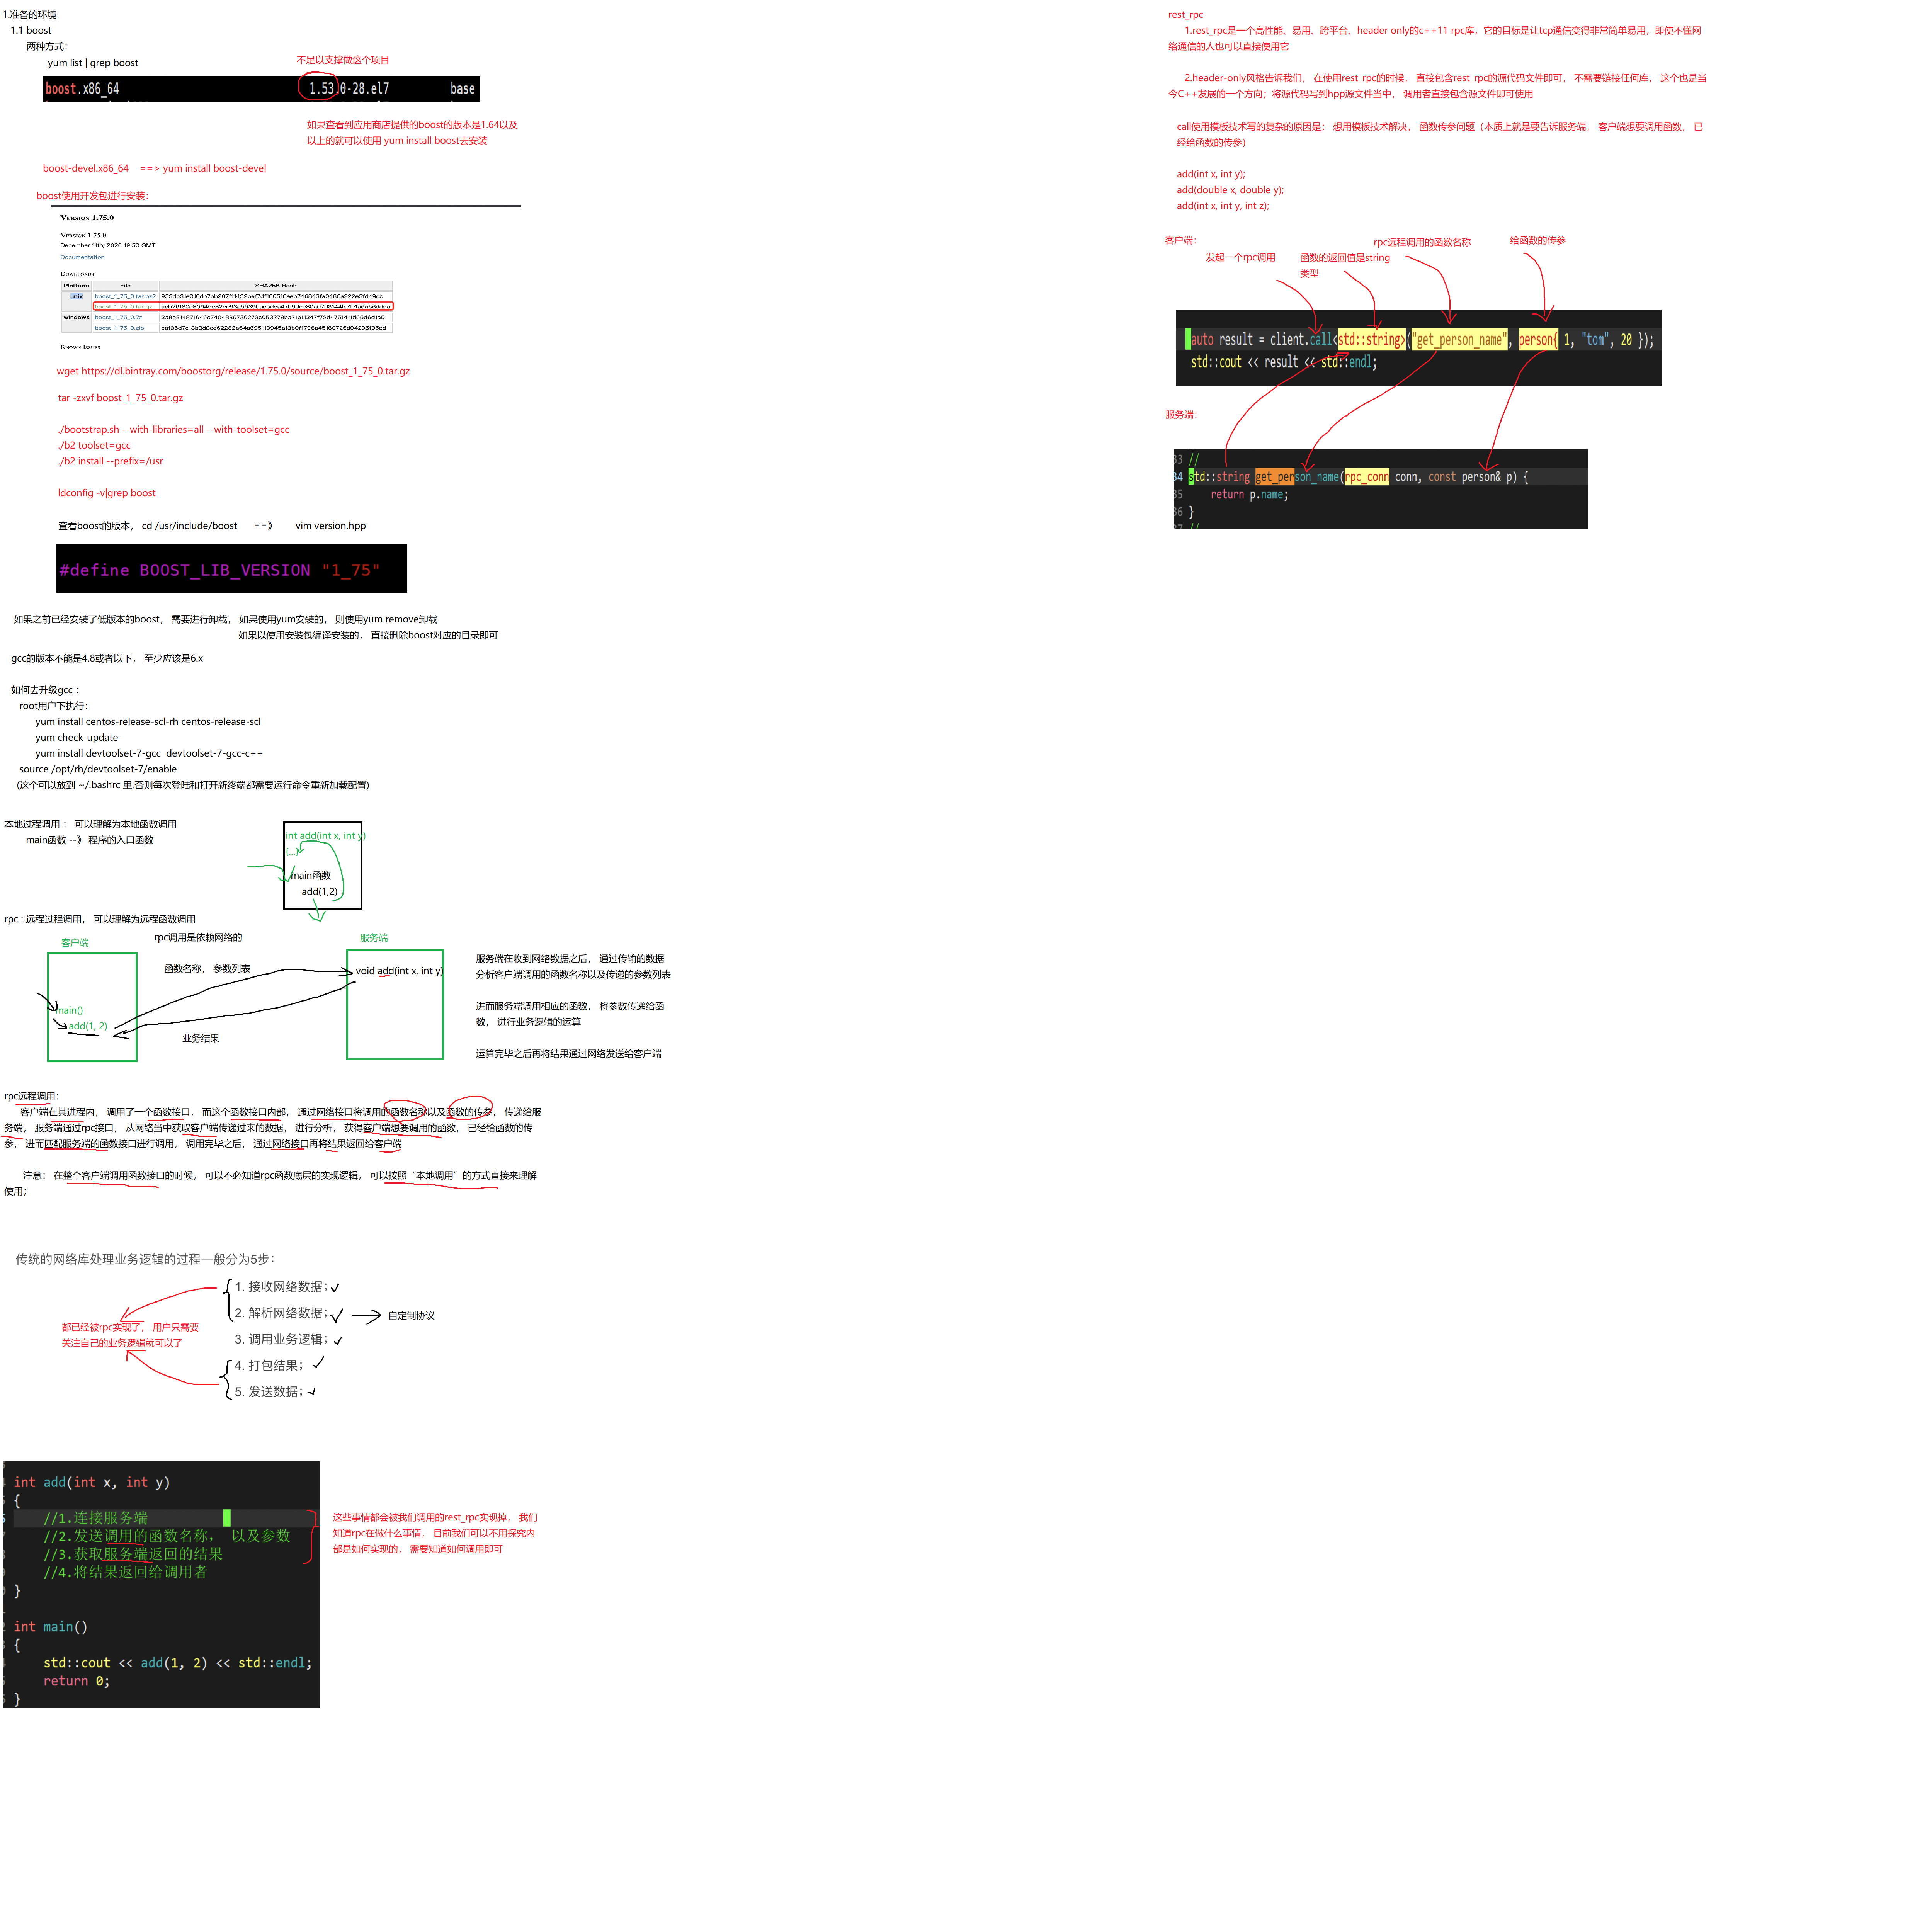 1.准备的环境
1.1 boost
两种方式：
yum list | grep boost
不足以支撑做这个项目
boost.x86_64 1.53.0-28.el7 base
如果查看到应用商店提供的boost的版本是1.64以及
以上的就可以使用 yum install boost去安装
boost-devel.x86_64 ==> yum install boost-devel
boost使用开发包进行安装：
VERSION 1.75.0
VERSION 1.75.0
December 11th, 2020 19:50 GMT
Documentation
DOWNLOADS
Platform File SHA256 Hash
unix boost_1_75_0.tar.bz2
boost_1_75_0.tar.gz
windows boost_1_75_0.7z
boost_1_75_0.zip
KNOWN ISSUES
wget https://dl.bintray.com/boostorg/release/1.75.0/source/boost_1_75_0.tar.gz
tar -zxvf boost_1_75_0.tar.gz
./bootstrap.sh --with-libraries=all --with-toolset=gcc
./b2 toolset=gcc
./b2 install --prefix=/usr
ldconfig -v|grep boost
查看boost的版本， cd /usr/include/boost ==》 vim version.hpp
#define BOOST_LIB_VERSION "1_75"
如果之前已经安装了低版本的boost， 需要进行卸载， 如果使用yum安装的， 则使用yum remove卸载
如果以使用安装包编译安装的， 直接删除boost对应的目录即可
gcc的版本不能是4.8或者以下， 至少应该是6.x
如何去升级gcc ：
root用户下执行：
yum install centos-release-scl-rh centos-release-scl
yum check-update
yum install devtoolset-7-gcc devtoolset-7-gcc-c++
source /opt/rh/devtoolset-7/enable
(这个可以放到 ~/.bashrc 里,否则每次登陆和打开新终端都需要运行命令重新加载配置)
本地过程调用 ： 可以理解为本地函数调用
main函数 --》 程序的入口函数
int add(int x, int y)
{...}
main函数
add(1,2)
rpc : 远程过程调用， 可以理解为远程函数调用
客户端
rpc调用是依赖网络的
服务端
函数名称， 参数列表
void add(int x, int y)
main()
add(1, 2)
业务结果
服务端在收到网络数据之后， 通过传输的数据
分析客户端调用的函数名称以及传递的参数列表
进而服务端调用相应的函数， 将参数传递给函
数， 进行业务逻辑的运算
运算完毕之后再将结果通过网络发送给客户端
rpc远程调用：
客户端在其进程内， 调用了一个函数接口， 而这个函数接口内部， 通过网络接口将调用的函数名称以及函数的传参， 传递给服
务端， 服务端通过rpc接口， 从网络当中获取客户端传递过来的数据， 进行分析， 获得客户端想要调用的函数， 已经给函数的传
参， 进而匹配服务端的函数接口进行调用， 调用完毕之后， 通过网络接口再将结果返回给客户端
注意： 在整个客户端调用函数接口的时候， 可以不必知道rpc函数底层的实现逻辑， 可以按照“本地调用”的方式直接来理解
使用；
传统的网络库处理业务逻辑的过程一般分为5步：
1. 接收网络数据；
2. 解析网络数据；
自定制协议
3. 调用业务逻辑；
4. 打包结果；
5. 发送数据；
都已经被rpc实现了， 用户只需要
关注自己的业务逻辑就可以了
int add(int x, int y)
{
//1.连接服务端
//2.发送调用的函数名称， 以及参数
//3.获取服务端返回的结果
//4.将结果返回给调用者
}
int main()
{
std::cout << add(1, 2) << std::endl;
return 0;
}
这些事情都会被我们调用的rest_rpc实现掉， 我们
知道rpc在做什么事情， 目前我们可以不用探究内
部是如何实现的， 需要知道如何调用即可
rest_rpc
1.rest_rpc是一个高性能、易用、跨平台、header only的c++11 rpc库，它的目标是让tcp通信变得非常简单易用，即使不懂网
络通信的人也可以直接使用它
2.header-only风格告诉我们， 在使用rest_rpc的时候， 直接包含rest_rpc的源代码文件即可， 不需要链接任何库， 这个也是当
今C++发展的一个方向；将源代码写到hpp源文件当中， 调用者直接包含源文件即可使用
call使用模板技术写的复杂的原因是： 想用模板技术解决， 函数传参问题（本质上就是要告诉服务端， 客户端想要调用函数， 已
经给函数的传参）
add(int x, int y);
add(double x, double y);
add(int x, int y, int z);
客户端：
发起一个rpc调用
函数的返回值是string
类型
rpc远程调用的函数名称
给函数的传参
auto result = client.call<std::string>("get_person_name", person{ 1, "tom", 20 });
std::cout << result << std::endl;
服务端：
33 //
34 std::string get_person_name(rpc_conn conn, const person& p) {
35 return p.name;
36 }
37 //